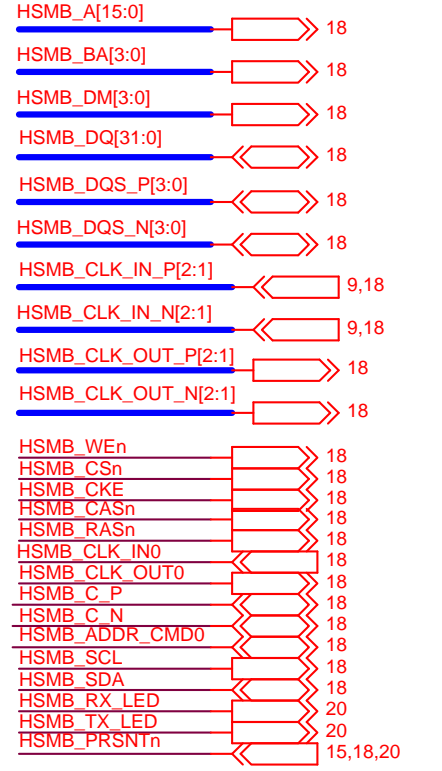 HSMB_A[15:0] 18
HSMB_BA[3:0] 18
HSMB_DM[3:0] 18
HSMB_DQ[31:0] 18
HSMB_DQS_P[3:0] 18
HSMB_DQS_N[3:0] 18
HSMB_CLK_IN_P[2:1] 9,18
HSMB_CLK_IN_N[2:1] 9,18
HSMB_CLK_OUT_P[2:1] 18
HSMB_CLK_OUT_N[2:1] 18
HSMB_WEn 18
HSMB_CSn 18
HSMB_CKE 18
HSMB_CASn 18
HSMB_RASn 18
HSMB_CLK_IN0 18
HSMB_CLK_OUT0 18
HSMB_C_P 18
HSMB_C_N 18
HSMB_ADDR_CMD0 18
HSMB_SCL 18
HSMB_SDA 18
HSMB_RX_LED 20
HSMB_TX_LED 20
HSMB_PRSNTn 15,18,20